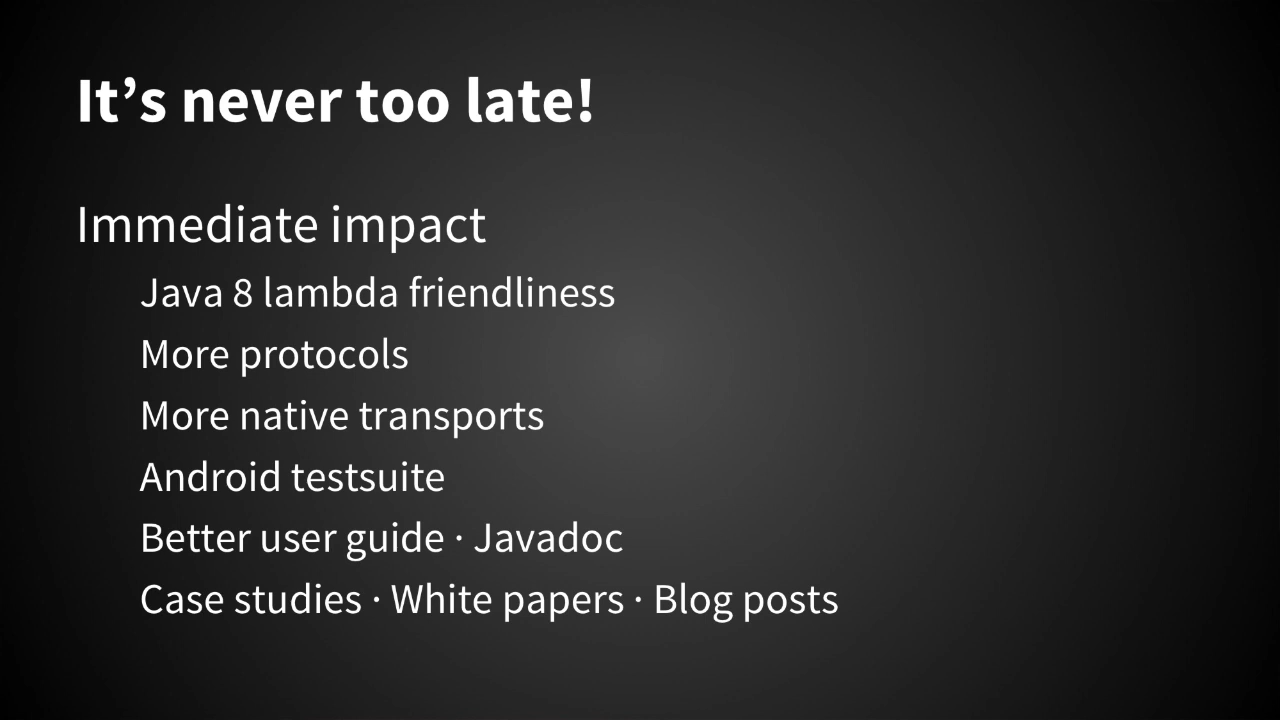 It’s never too late!
Immediate impact
Java 8 lambda friendliness
More protocols
More native transports
Android testsuite
Better user guide · Javadoc
Case studies · White papers · Blog posts